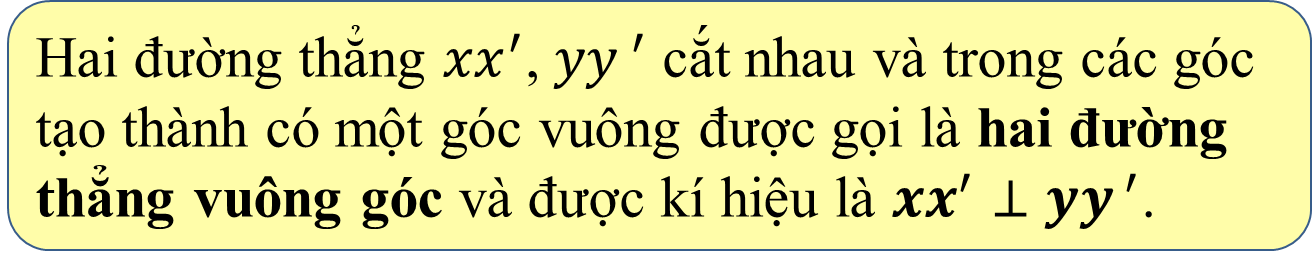 Hai đường thẳng 𝑥𝑥′, 𝑦𝑦 ′ cắt nhau và trong các góc
tạo thành có một góc vuông được gọi là hai đường
thẳng vuông góc và được kí hiệu là 𝒙𝒙′ ⊥ 𝒚𝒚 ′.